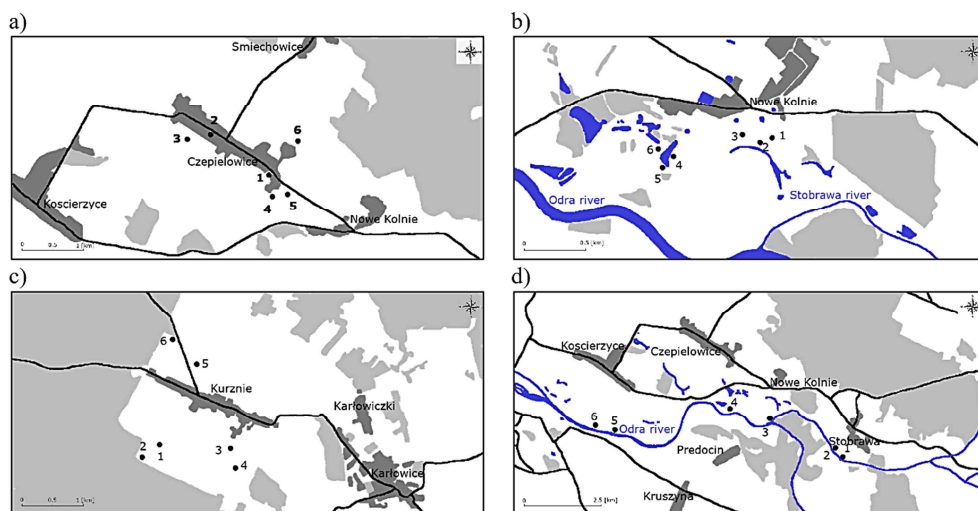 a)
Smiechowice
2
3
6
Czepielowice
1
4
5
Koscierzyce
Nowe Kolnie
0 0.5 1 [km]
b)
Nowe Kolnie
3
1
2
6
4
5
Odra river
Stobrawa river
0 0.5 [km]
c)
6
5
Kurznie
Karłowiczki
2
1
3
4
Karłowice
0 0.5 1 [km]
d)
Koscierzyce
Czepielowice
Nowe Kolnie
4
6
5
Odra river
3
Stobrawa
1
2
Predocin
Kruszyna
0 2.5 [km]